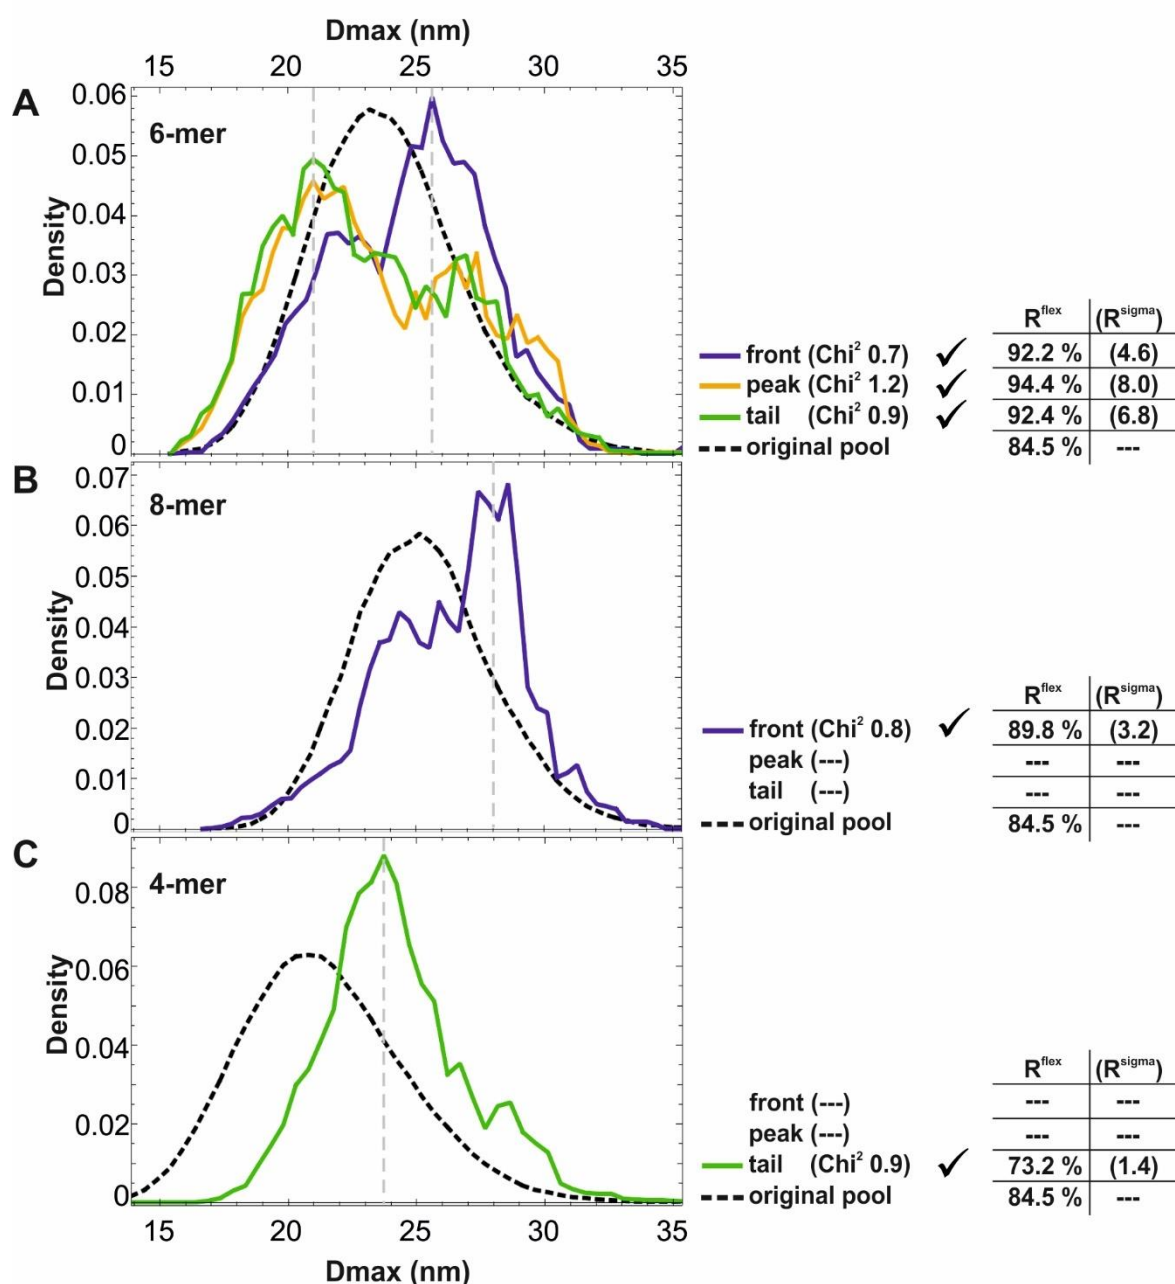 Dmax (nm)
15 20 25 30 35
A
6-mer
Density
0.06
0.05
0.04
0.03
0.02
0.01
0
R^flex (R^sigma)
front (Chi² 0.7) ✓ 92.2 % (4.6)
peak (Chi² 1.2) ✓ 94.4 % (8.0)
tail (Chi² 0.9) ✓ 92.4 % (6.8)
original pool 84.5 % ---
B
8-mer
Density
0.07
0.06
0.05
0.04
0.03
0.02
0.01
0
R^flex (R^sigma)
front (Chi² 0.8) ✓ 89.8 % (3.2)
peak (---) --- ---
tail (---) --- ---
original pool 84.5 % ---
C
4-mer
Density
0.08
0.06
0.04
0.02
0
R^flex (R^sigma)
front (---) --- ---
peak (---) --- ---
tail (Chi² 0.9) ✓ 73.2 % (1.4)
original pool 84.5 % ---
15 20 25 30 35
Dmax (nm)